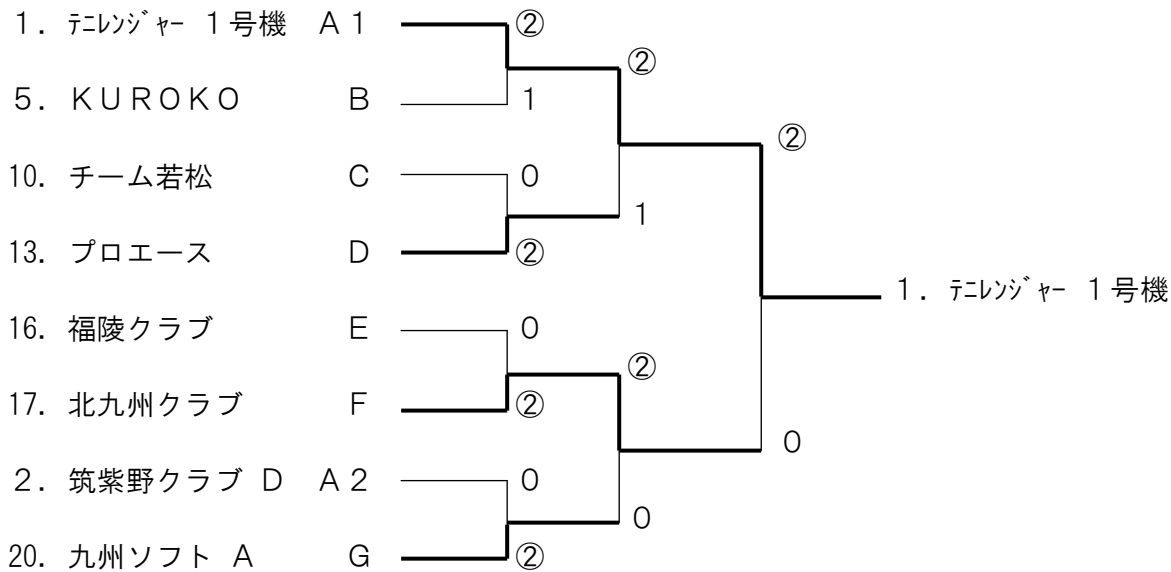 1. テニレンジャー 1号機 A1 ②
②
5. KUROKO B 1
②
10. チーム若松 C 0
1
13. プロエース D ②
1. テニレンジャー 1号機
16. 福陵クラブ E 0
②
17. 北九州クラブ F ②
0
2. 筑紫野クラブ D A2 0
0
20. 九州ソフト A G ②